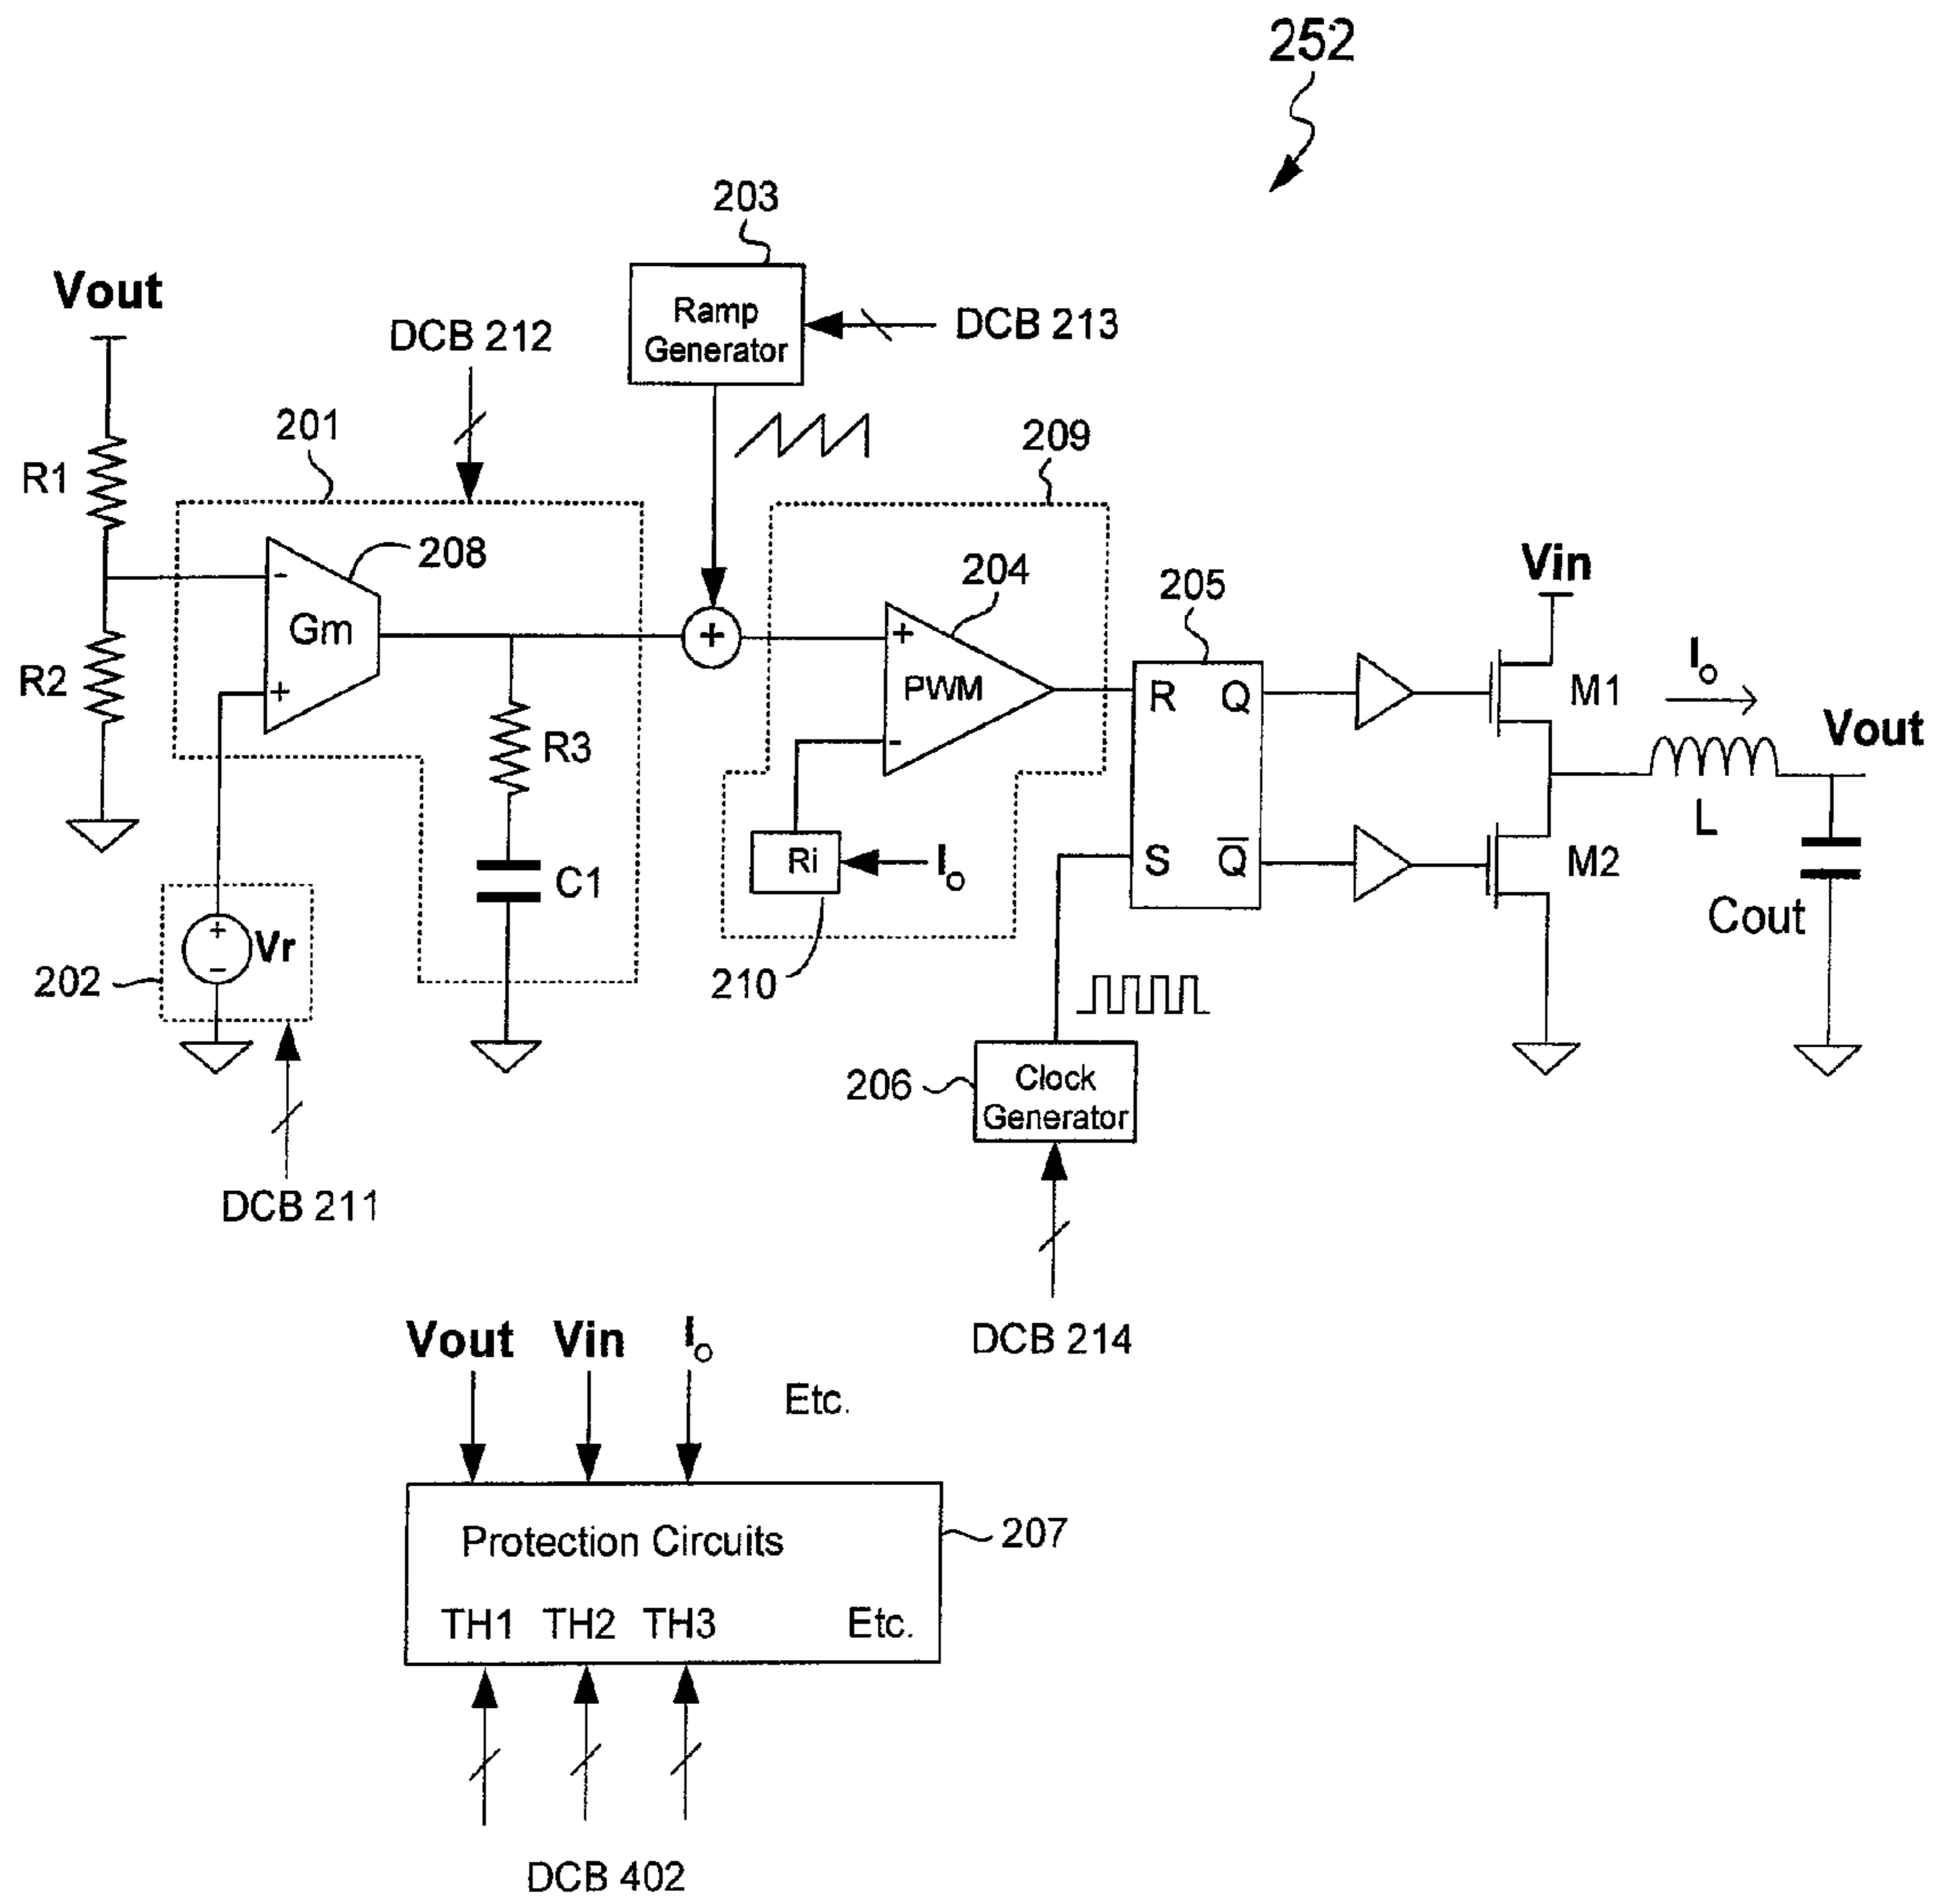 252
203
Vout
Ramp
Generator
DCB 213
DCB 212
201
209
R1
208
204
205
Vin
-
Gm
+
+
+
PWM
-
R Q
S Q̅
M1
Io
Vout
R2
R3
L
M2
Ri
Io
C1
Cout
+
Vr
-
202
210
206
Clock
Generator
DCB 211
DCB 214
Vout Vin Io
Etc.
Protection Circuits
207
TH1 TH2 TH3 Etc.
DCB 402